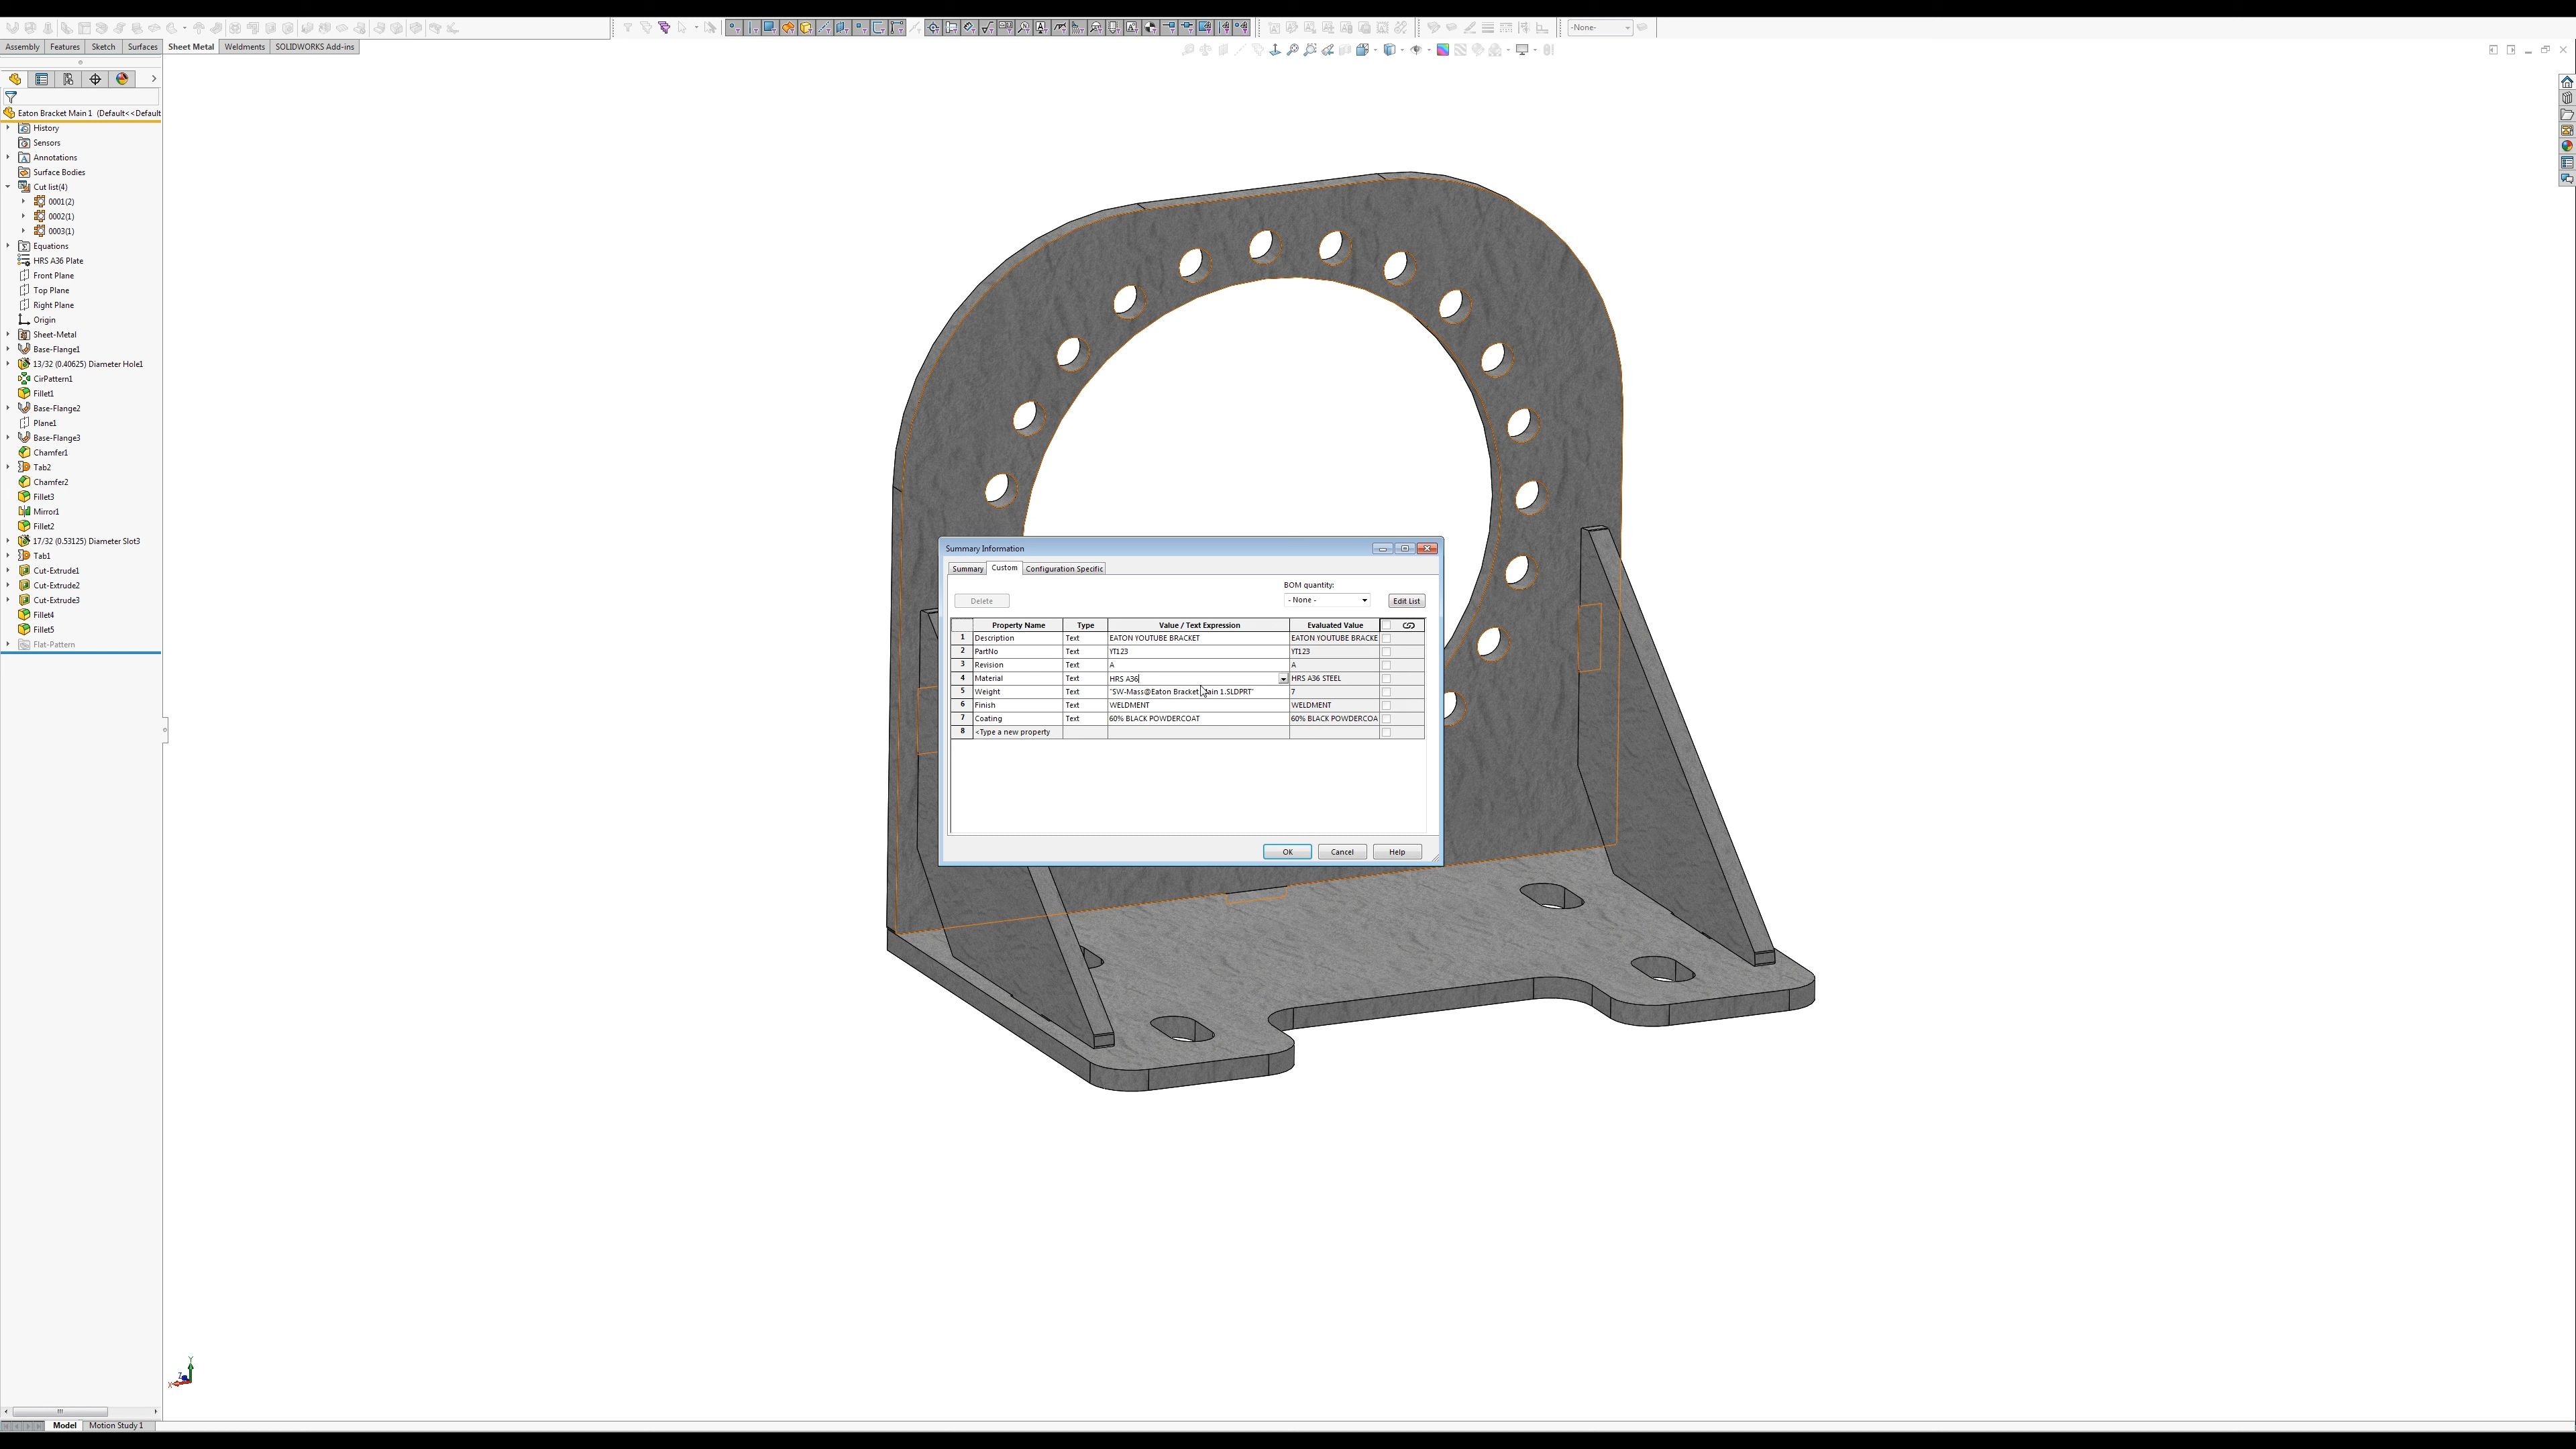 -None-
Assembly Features Sketch Surfaces Sheet Metal Weldments SOLIDWORKS Add-ins
Eaton Bracket Main 1 (Default<<Default
History
Sensors
Annotations
Surface Bodies
Cut list(4)
0001(2)
0002(1)
0003(1)
Equations
HRS A36 Plate
Front Plane
Top Plane
Right Plane
Origin
Sheet-Metal
Base-Flange1
13/32 (0.40625) Diameter Hole1
CirPattern1
Fillet1
Base-Flange2
Plane1
Base-Flange3
Chamfer1
Tab2
Chamfer2
Fillet3
Mirror1
Fillet2
17/32 (0.53125) Diameter Slot3
Tab1
Cut-Extrude1
Cut-Extrude2
Cut-Extrude3
Fillet4
Fillet5
Flat-Pattern
Summary Information
Summary Custom Configuration Specific
BOM quantity:
Delete - None - Edit List
Property Name Type Value / Text Expression Evaluated Value
1 Description Text EATON YOUTUBE BRACKET EATON YOUTUBE BRACKE
2 PartNo Text YT123 YT123
3 Revision Text A A
4 Material Text HRS A36 HRS A36 STEEL
5 Weight Text "SW-Mass@Eaton Bracket Main 1.SLDPRT" 7
6 Finish Text WELDMENT WELDMENT
7 Coating Text 60% BLACK POWDERCOAT 60% BLACK POWDERCOA
8 <Type a new property
OK Cancel Help
Y
Z
X
Model Motion Study 1